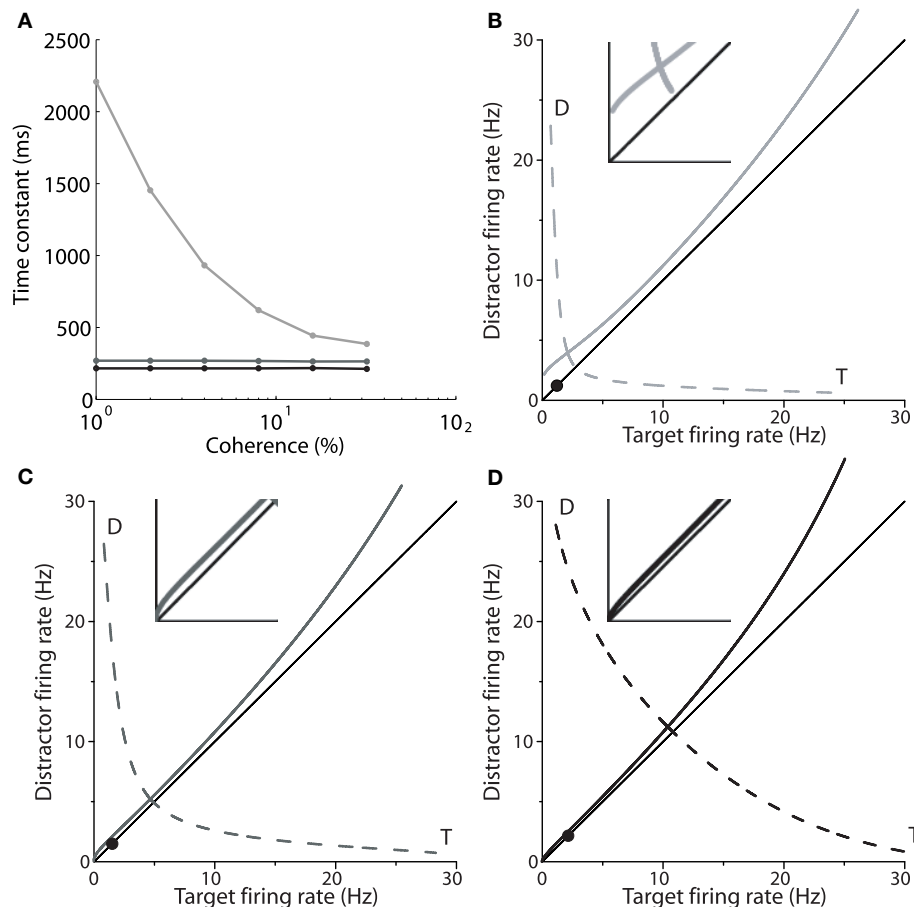 A
2500
2000
1500
1000
500
0
Time constant (ms)
10 0
10 1
10 2
Coherence (%)
B
30
20
10
0
Distractor firing rate (Hz)
D
T
0
10
20
30
Target firing rate (Hz)
C
30
20
10
0
Distractor firing rate (Hz)
D
T
0
10
20
30
Target firing rate (Hz)
D
30
20
10
0
Distractor firing rate (Hz)
D
T
0
10
20
30
Target firing rate (Hz)